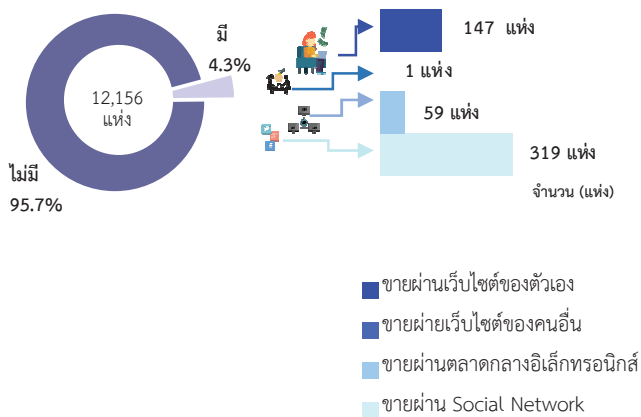 มี
4.3%
12,156
แห่ง
ไม่มี
95.7%
147 แห่ง
1 แห่ง
59 แห่ง
319 แห่ง
จำนวน (แห่ง)
ขายผ่านเว็บไซต์ของตัวเอง
ขายผ่ายเว็บไซต์ของคนอื่น
ขายผ่านตลาดกลางอิเล็กทรอนิกส์
ขายผ่าน Social Network